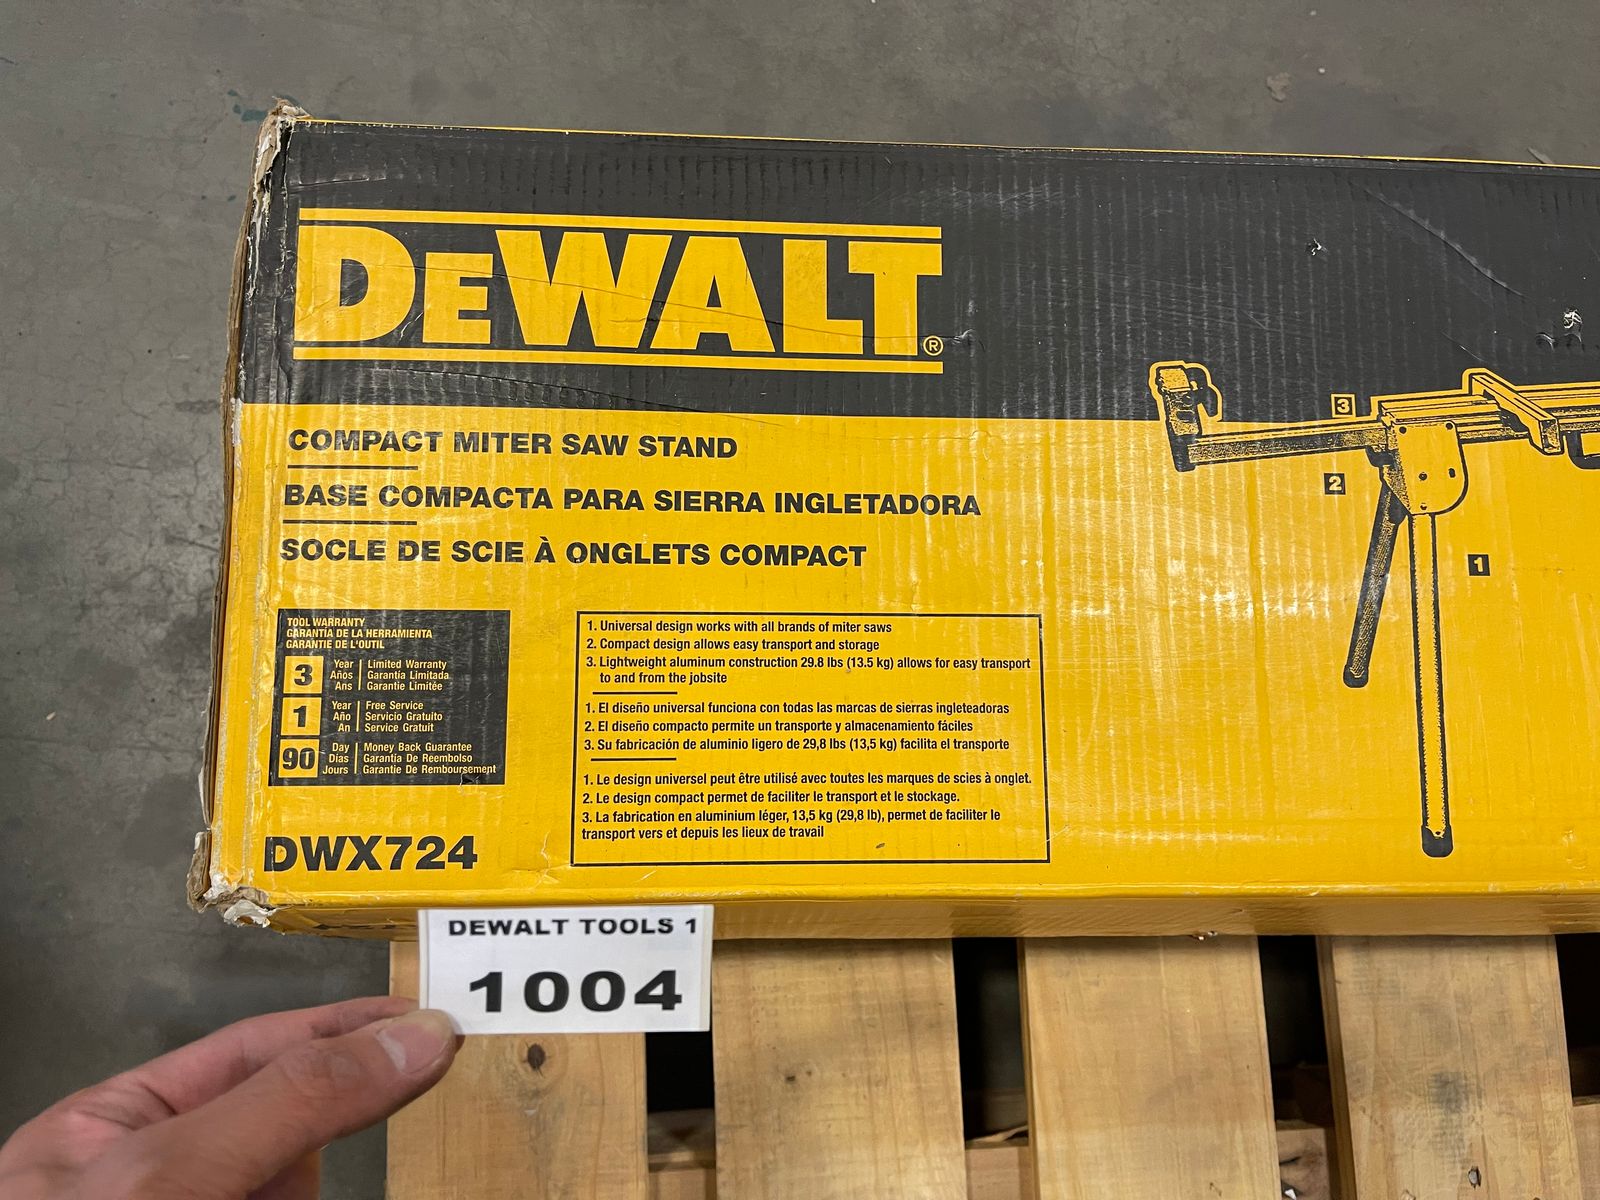 DEWALT®
COMPACT MITER SAW STAND
BASE COMPACTA PARA SIERRA INGLETADORA
SOCLE DE SCIE À ONGLETS COMPACT
TOOL WARRANTY
GARANTÍA DE LA HERRAMIENTA
GARANTIE DE L'OUTIL
3 Year Años Ans
Limited Warranty
Garantía Limitada
Garantie Limitée
1 Year Año An
Free Service
Servicio Gratuito
Service Gratuit
90 Day Días Jours
Money Back Guarantee
Garantía De Reembolso
Garantie De Remboursement
DWX724
1. Universal design works with all brands of miter saws
2. Compact design allows easy transport and storage
3. Lightweight aluminum construction 29.8 lbs (13.5 kg) allows for easy transport
to and from the jobsite
1. El diseño universal funciona con todas las marcas de sierras ingleteadoras
2. El diseño compacto permite un transporte y almacenamiento fáciles
3. Su fabricación de aluminio ligero de 29,8 lbs (13,5 kg) facilita el transporte
1. Le design universel peut être utilisé avec toutes les marques de scies à onglet.
2. Le design compact permet de faciliter le transport et le stockage.
3. La fabrication en aluminium léger, 13,5 kg (29,8 lb), permet de faciliter le
transport vers et depuis les lieux de travail
3
2
1
DEWALT TOOLS 1
1004